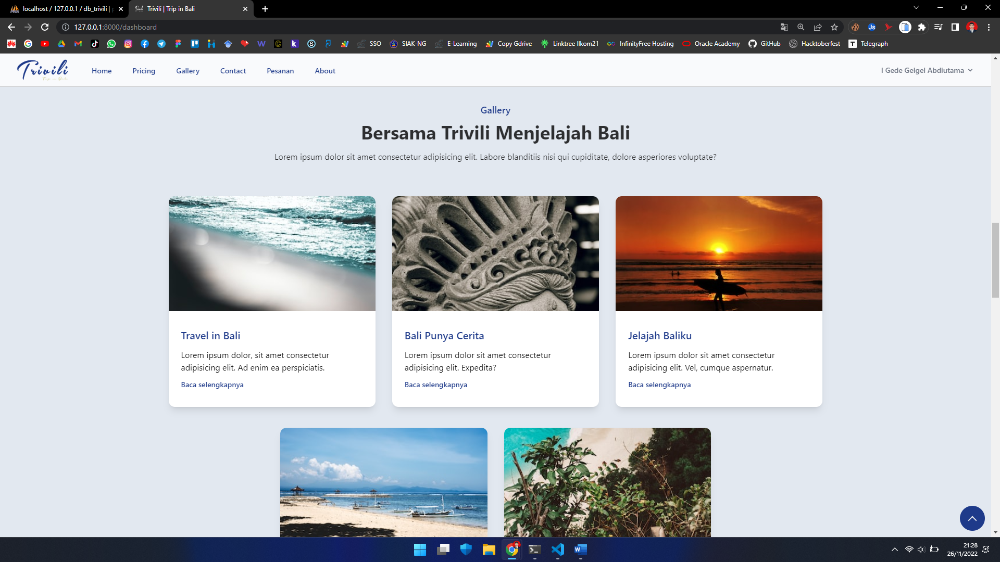 localhost / 127.0.0.1 / db_trivili |
Trivili | Trip in Bali
127.0.0.1:8000/dashboard
SSO
SIAK-NG
E-Learning
Copy Gdrive
Linktree Ilkom21
InfinityFree Hosting
Oracle Academy
GitHub
Hacktoberfest
Telegraph
Trivili
Trip in Bali
Home
Pricing
Gallery
Contact
Pesanan
About
I Gede Gelgel Abdiutama
Gallery
Bersama Trivili Menjelajah Bali
Lorem ipsum dolor sit amet consectetur adipisicing elit. Labore blanditiis nisi qui cupiditate, dolore asperiores voluptate?
Travel in Bali
Lorem ipsum dolor, sit amet consectetur
adipisicing elit. Ad enim ea perspiciatis.
Baca selengkapnya
Bali Punya Cerita
Lorem ipsum dolor sit amet consectetur
adipisicing elit. Expedita?
Baca selengkapnya
Jelajah Baliku
Lorem ipsum dolor sit amet consectetur
adipisicing elit. Vel, cumque aspernatur.
Baca selengkapnya
21:28
26/11/2022